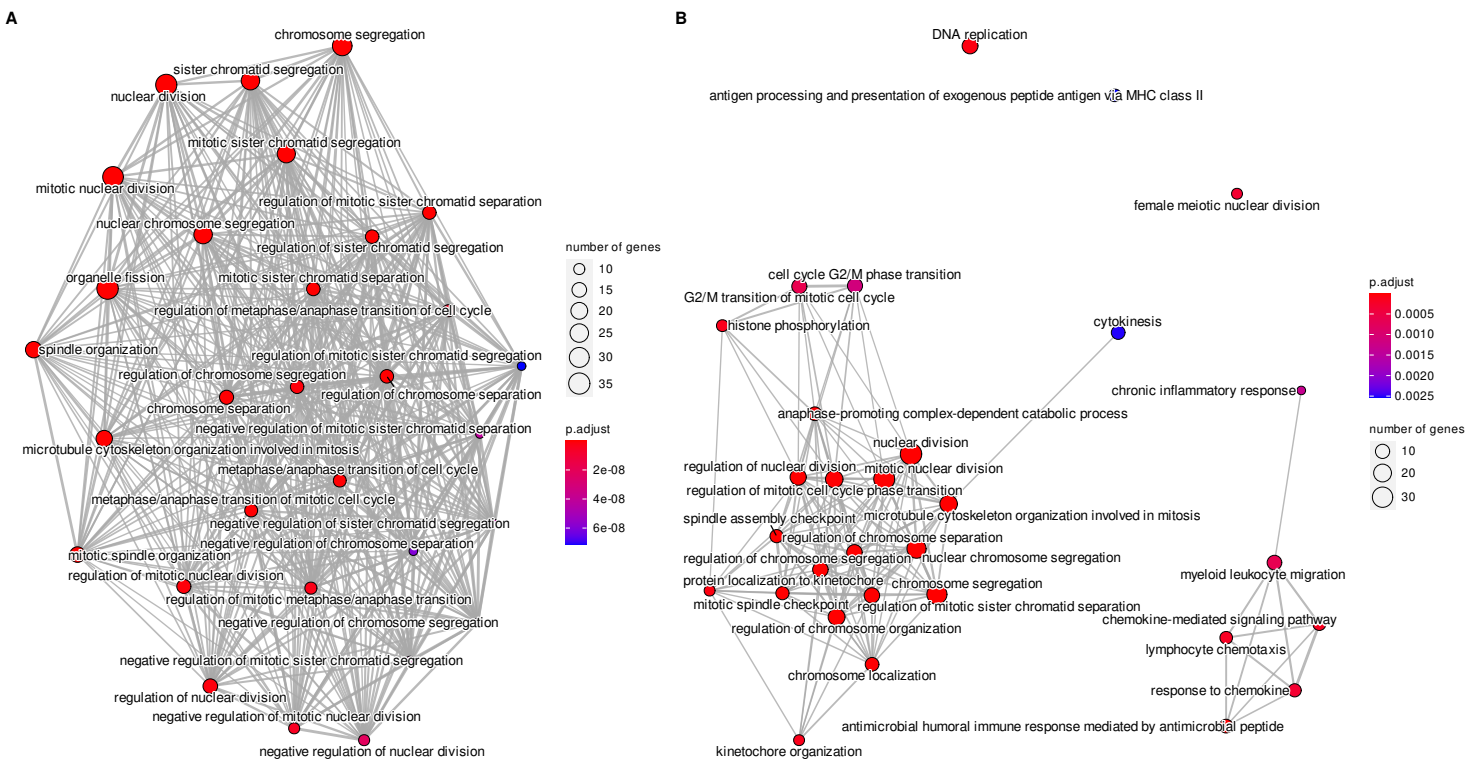 A
chromosome segregation
sister chromatid segregation
nuclear division
mitotic sister chromatid segregation
mitotic nuclear division
regulation of mitotic sister chromatid separation
nuclear chromosome segregation
regulation of sister chromatid segregation
organelle fission
mitotic sister chromatid separation
regulation of metaphase/anaphase transition of cell cycle
spindle organization
regulation of mitotic sister chromatid segregation
regulation of chromosome segregation
regulation of chromosome separation
chromosome separation
negative regulation of mitotic sister chromatid separation
microtubule cytoskeleton organization involved in mitosis
metaphase/anaphase transition of cell cycle
metaphase/anaphase transition of mitotic cell cycle
negative regulation of sister chromatid segregation
negative regulation of chromosome separation
mitotic spindle organization
regulation of mitotic nuclear division
regulation of mitotic metaphase/anaphase transition
negative regulation of chromosome segregation
negative regulation of mitotic sister chromatid segregation
regulation of nuclear division
negative regulation of mitotic nuclear division
negative regulation of nuclear division
number of genes
10
15
20
25
30
35
p.adjust
2e-08
4e-08
6e-08
B
DNA replication
antigen processing and presentation of exogenous peptide antigen via MHC class II
female meiotic nuclear division
cell cycle G2/M phase transition
G2/M transition of mitotic cell cycle
histone phosphorylation
cytokinesis
chronic inflammatory response
anaphase-promoting complex-dependent catabolic process
nuclear division
regulation of nuclear division
mitotic nuclear division
regulation of mitotic cell cycle phase transition
microtubule cytoskeleton organization involved in mitosis
spindle assembly checkpoint
regulation of chromosome separation
regulation of chromosome segregation
nuclear chromosome segregation
protein localization to kinetochore
chromosome segregation
mitotic spindle checkpoint
regulation of mitotic sister chromatid separation
regulation of chromosome organization
chromosome localization
kinetochore organization
myeloid leukocyte migration
chemokine-mediated signaling pathway
lymphocyte chemotaxis
response to chemokine
antimicrobial humoral immune response mediated by antimicrobial peptide
p.adjust
0.0005
0.0010
0.0015
0.0020
0.0025
number of genes
10
20
30